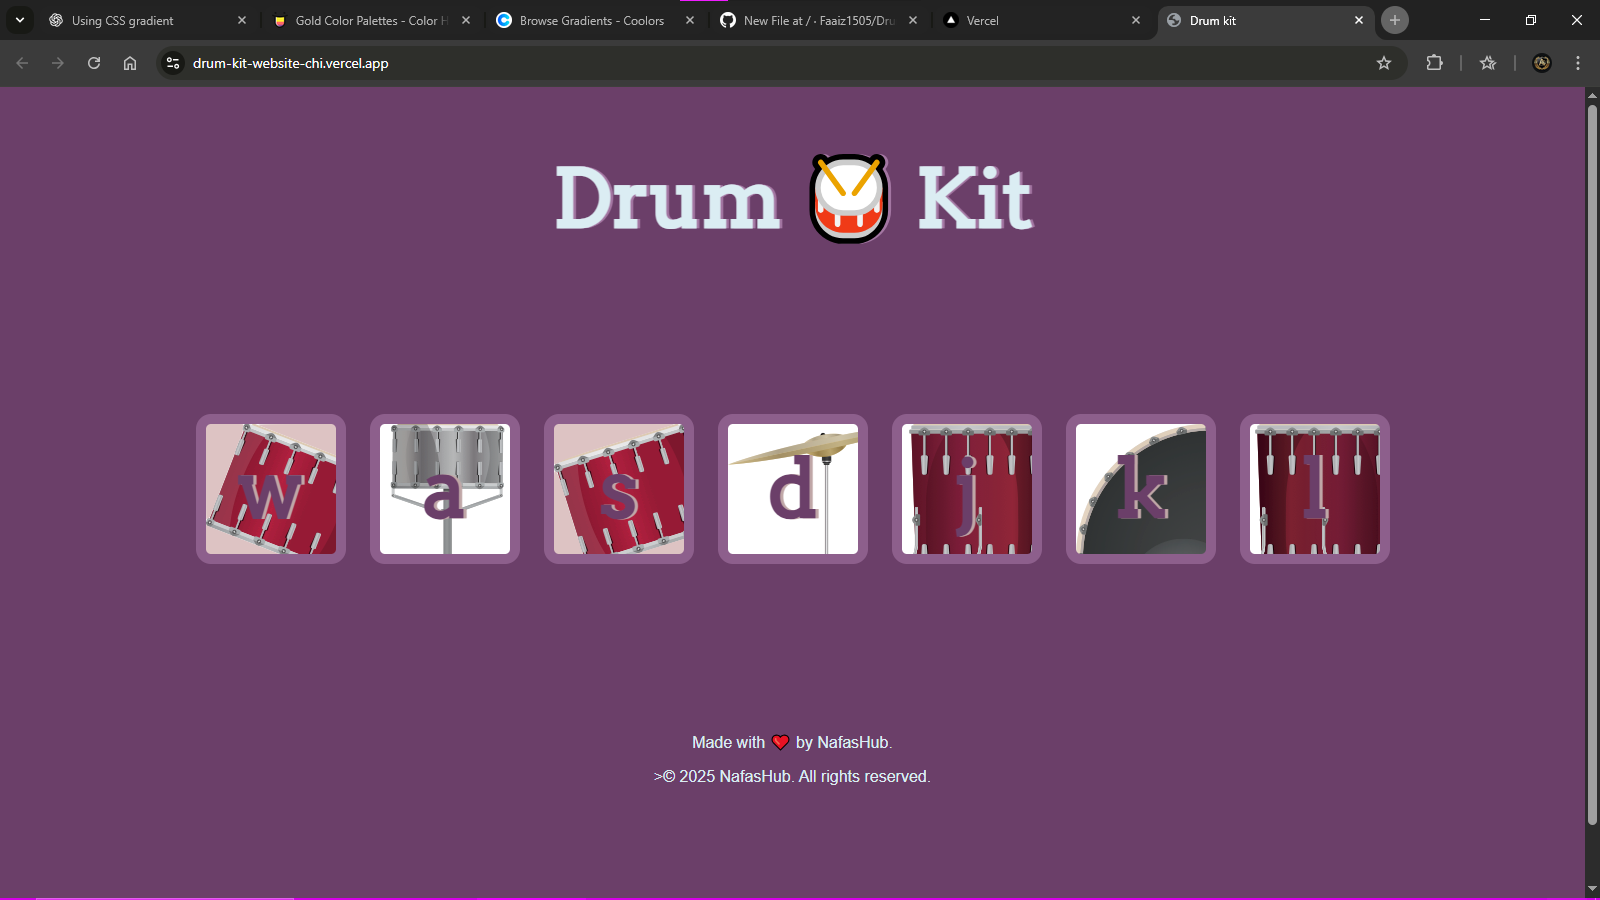 Using CSS gradient
Gold Color Palettes - Color H
Browse Gradients - Coolors
New File at / · Faaiz1505/Dru
Vercel
Drum kit
drum-kit-website-chi.vercel.app
Drum 🥁 Kit
w a s d j k l
Made with ❤️ by NafasHub.
>© 2025 NafasHub. All rights reserved.